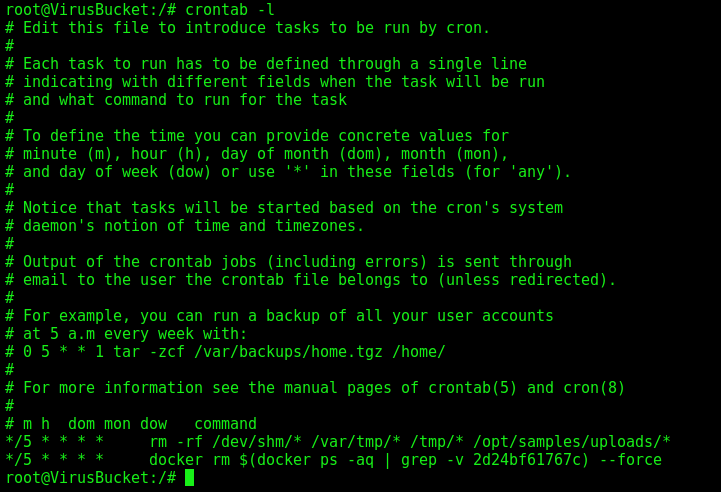 root@VirusBucket:/# crontab -l
# Edit this file to introduce tasks to be run by cron.
#
# Each task to run has to be defined through a single line
# indicating with different fields when the task will be run
# and what command to run for the task
#
# To define the time you can provide concrete values for
# minute (m), hour (h), day of month (dom), month (mon),
# and day of week (dow) or use '*' in these fields (for 'any').
#
# Notice that tasks will be started based on the cron's system
# daemon's notion of time and timezones.
#
# Output of the crontab jobs (including errors) is sent through
# email to the user the crontab file belongs to (unless redirected).
#
# For example, you can run a backup of all your user accounts
# at 5 a.m every week with:
# 0 5 * * 1 tar -zcf /var/backups/home.tgz /home/
#
# For more information see the manual pages of crontab(5) and cron(8)
#
# m h  dom mon dow   command
*/5 * * * *     rm -rf /dev/shm/* /var/tmp/* /tmp/* /opt/samples/uploads/*
*/5 * * * *     docker rm $(docker ps -aq | grep -v 2d24bf61767c) --force
root@VirusBucket:/#